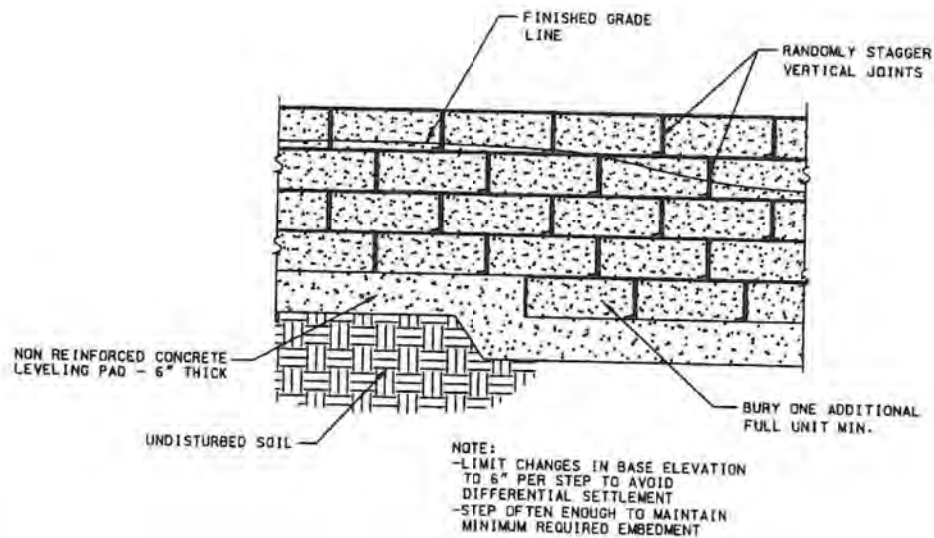 FINISHED GRADE
LINE
RANDOMLY STAGGER
VERTICAL JOINTS
NON REINFORCED CONCRETE
LEVELING PAD - 6" THICK
UNDISTURBED SOIL
BURY ONE ADDITIONAL
FULL UNIT MIN.
NOTE:
-LIMIT CHANGES IN BASE ELEVATION
TO 6" PER STEP TO AVOID
DIFFERENTIAL SETTLEMENT
-STEP OFTEN ENOUGH TO MAINTAIN
MINIMUM REQUIRED EMBEDMENT